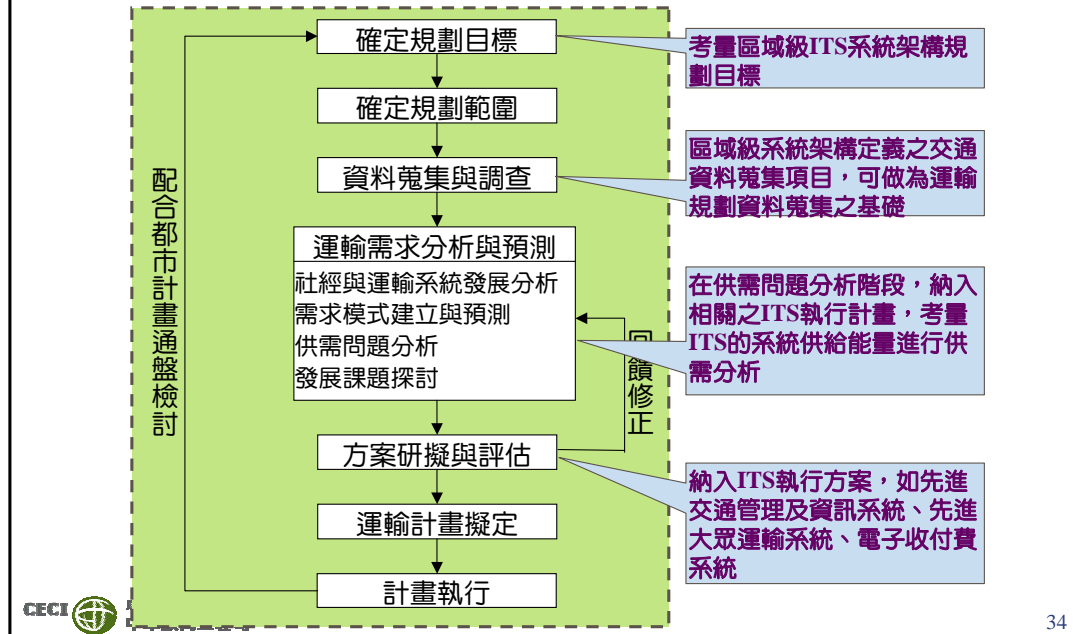 確定規劃目標
考量區域級ITS系統架構規
劃目標
確定規劃範圍
資料蒐集與調查
區域級系統架構定義之交通
資料蒐集項目，可做為運輸
規劃資料蒐集之基礎
配合都市計畫通盤檢討
運輸需求分析與預測
社經與運輸系統發展分析
需求模式建立與預測
供需問題分析
發展課題探討
在供需問題分析階段，納入
相關之ITS執行計畫，考量
ITS的系統供給能量進行供
需分析
回饋修正
方案研擬與評估
納入ITS執行方案，如先進
交通管理及資訊系統、先進
大眾運輸系統、電子收付費
系統
運輸計畫擬定
計畫執行
CECI
34